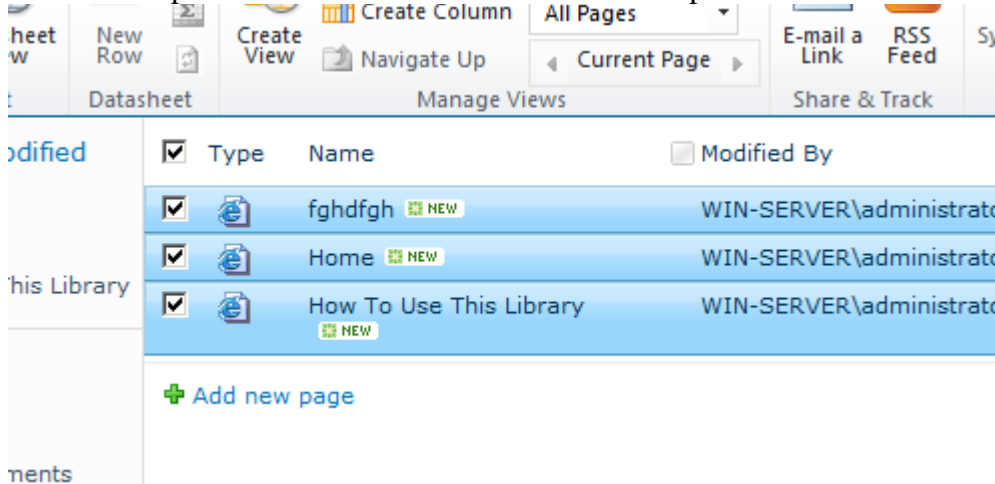 Create Column All Pages
heet New Create E-mail a RSS Sy
w Row View Navigate Up Current Page Link Feed
Datasheet Manage Views Share & Track
odified Type Name Modified By
fghdfgh NEW WIN-SERVER\administrato
Home NEW WIN-SERVER\administrato
his Library
How To Use This Library WIN-SERVER\administrato
NEW
Add new page
ments